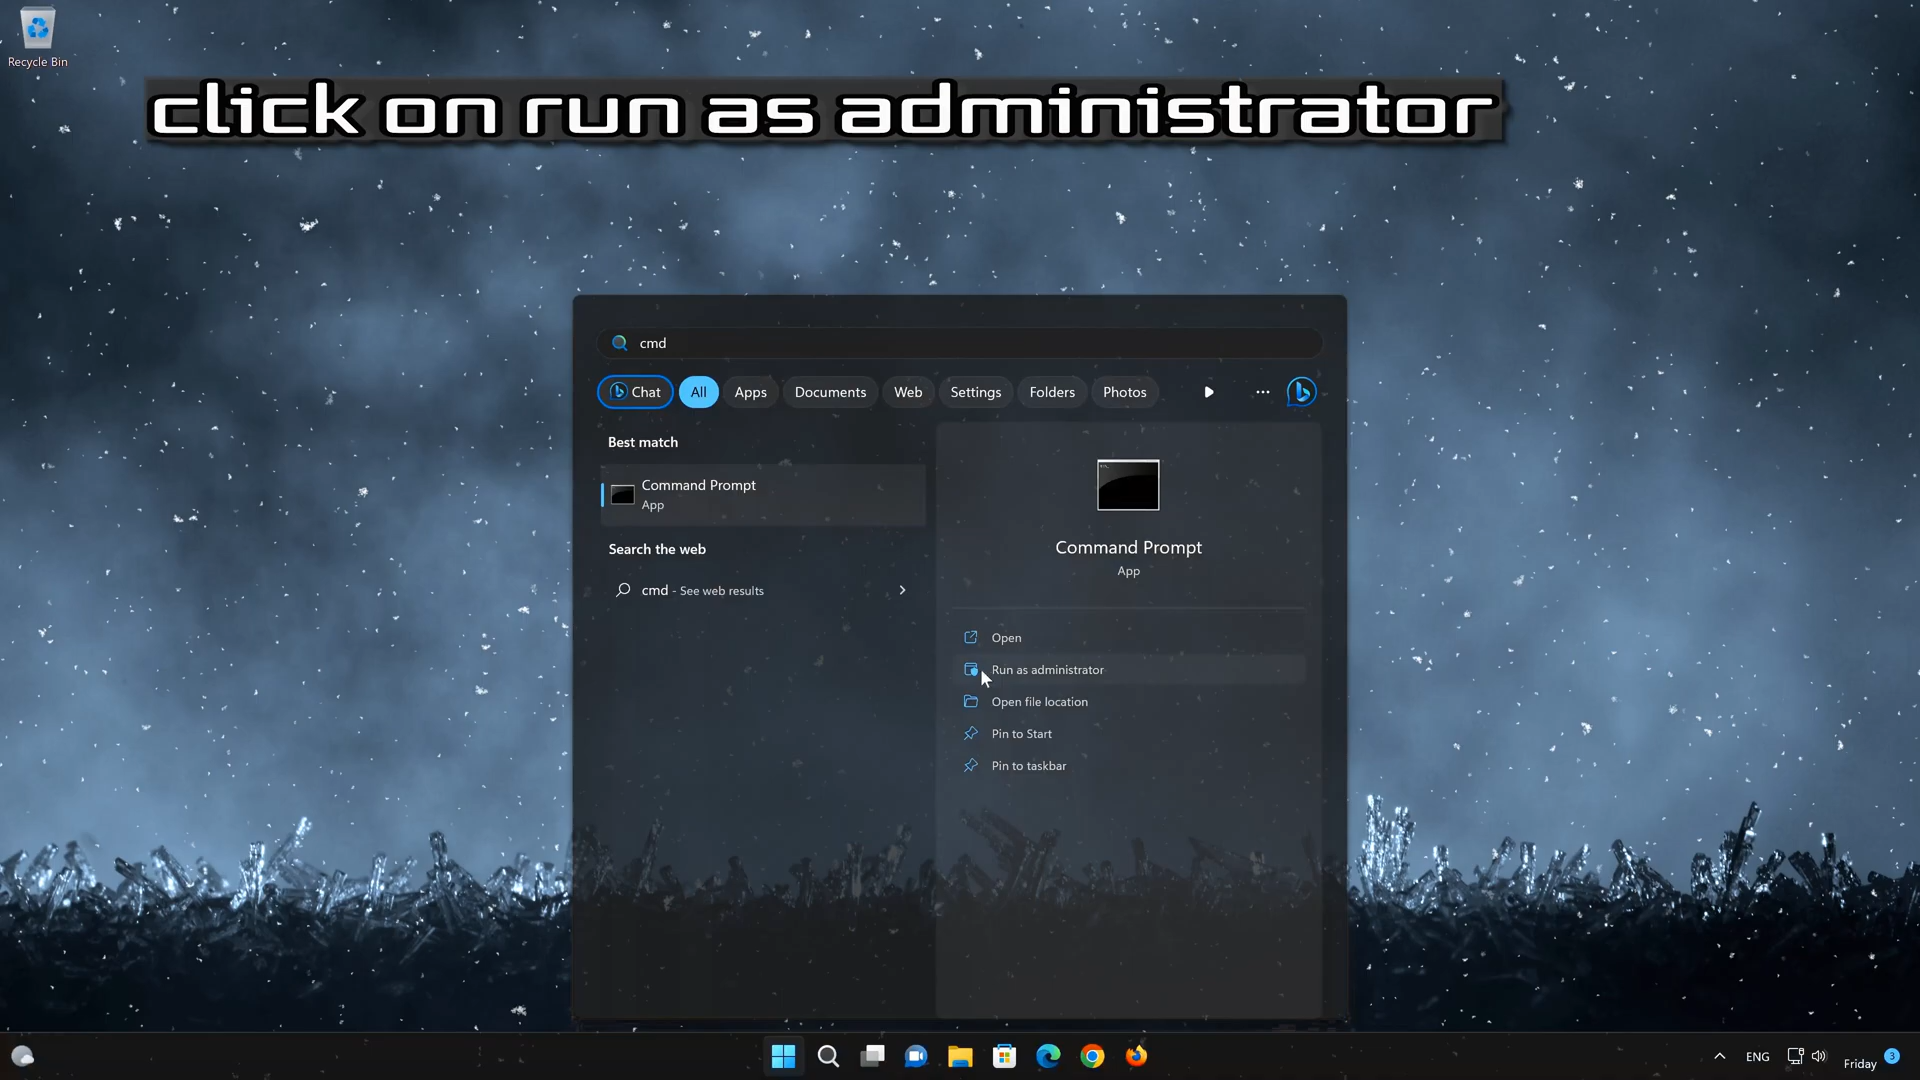 Recycle Bin
click on run as administrator
cmd
Chat
All
Apps
Documents
Web
Settings
Folders
Photos
Best match
Command Prompt
App
Search the web
cmd - See web results
Command Prompt
App
Open
Run as administrator
Open file location
Pin to Start
Pin to taskbar
ENG
Friday
3